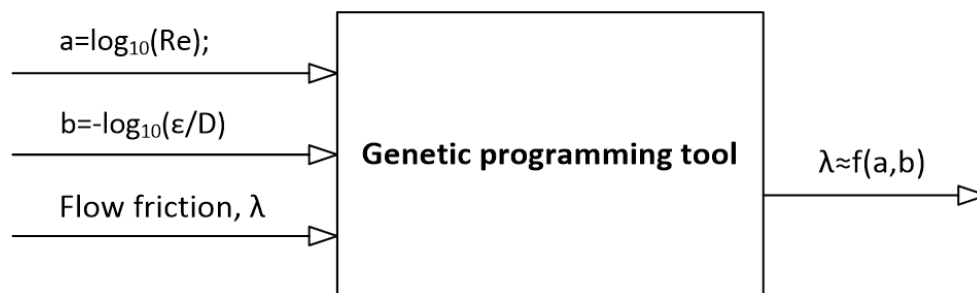 a=log₁₀(Re);
b=-log₁₀(ε/D)
Flow friction, λ
Genetic programming tool
λ≈f(a,b)